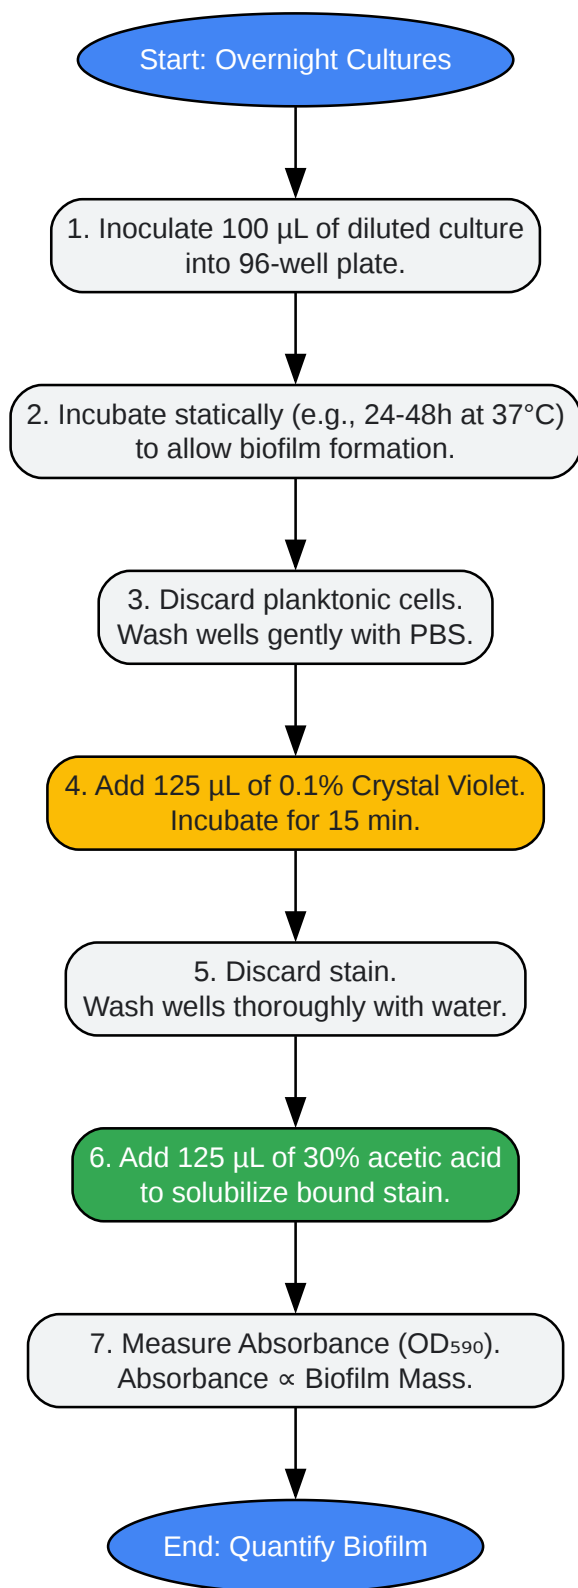 Start: Overnight Cultures
1. Inoculate 100 µL of diluted culture
into 96-well plate.
2. Incubate statically (e.g., 24-48h at 37°C)
to allow biofilm formation.
3. Discard planktonic cells.
Wash wells gently with PBS.
4. Add 125 µL of 0.1% Crystal Violet.
Incubate for 15 min.
5. Discard stain.
Wash wells thoroughly with water.
6. Add 125 µL of 30% acetic acid
to solubilize bound stain.
7. Measure Absorbance (OD₅₉₀).
Absorbance ∝ Biofilm Mass.
End: Quantify Biofilm